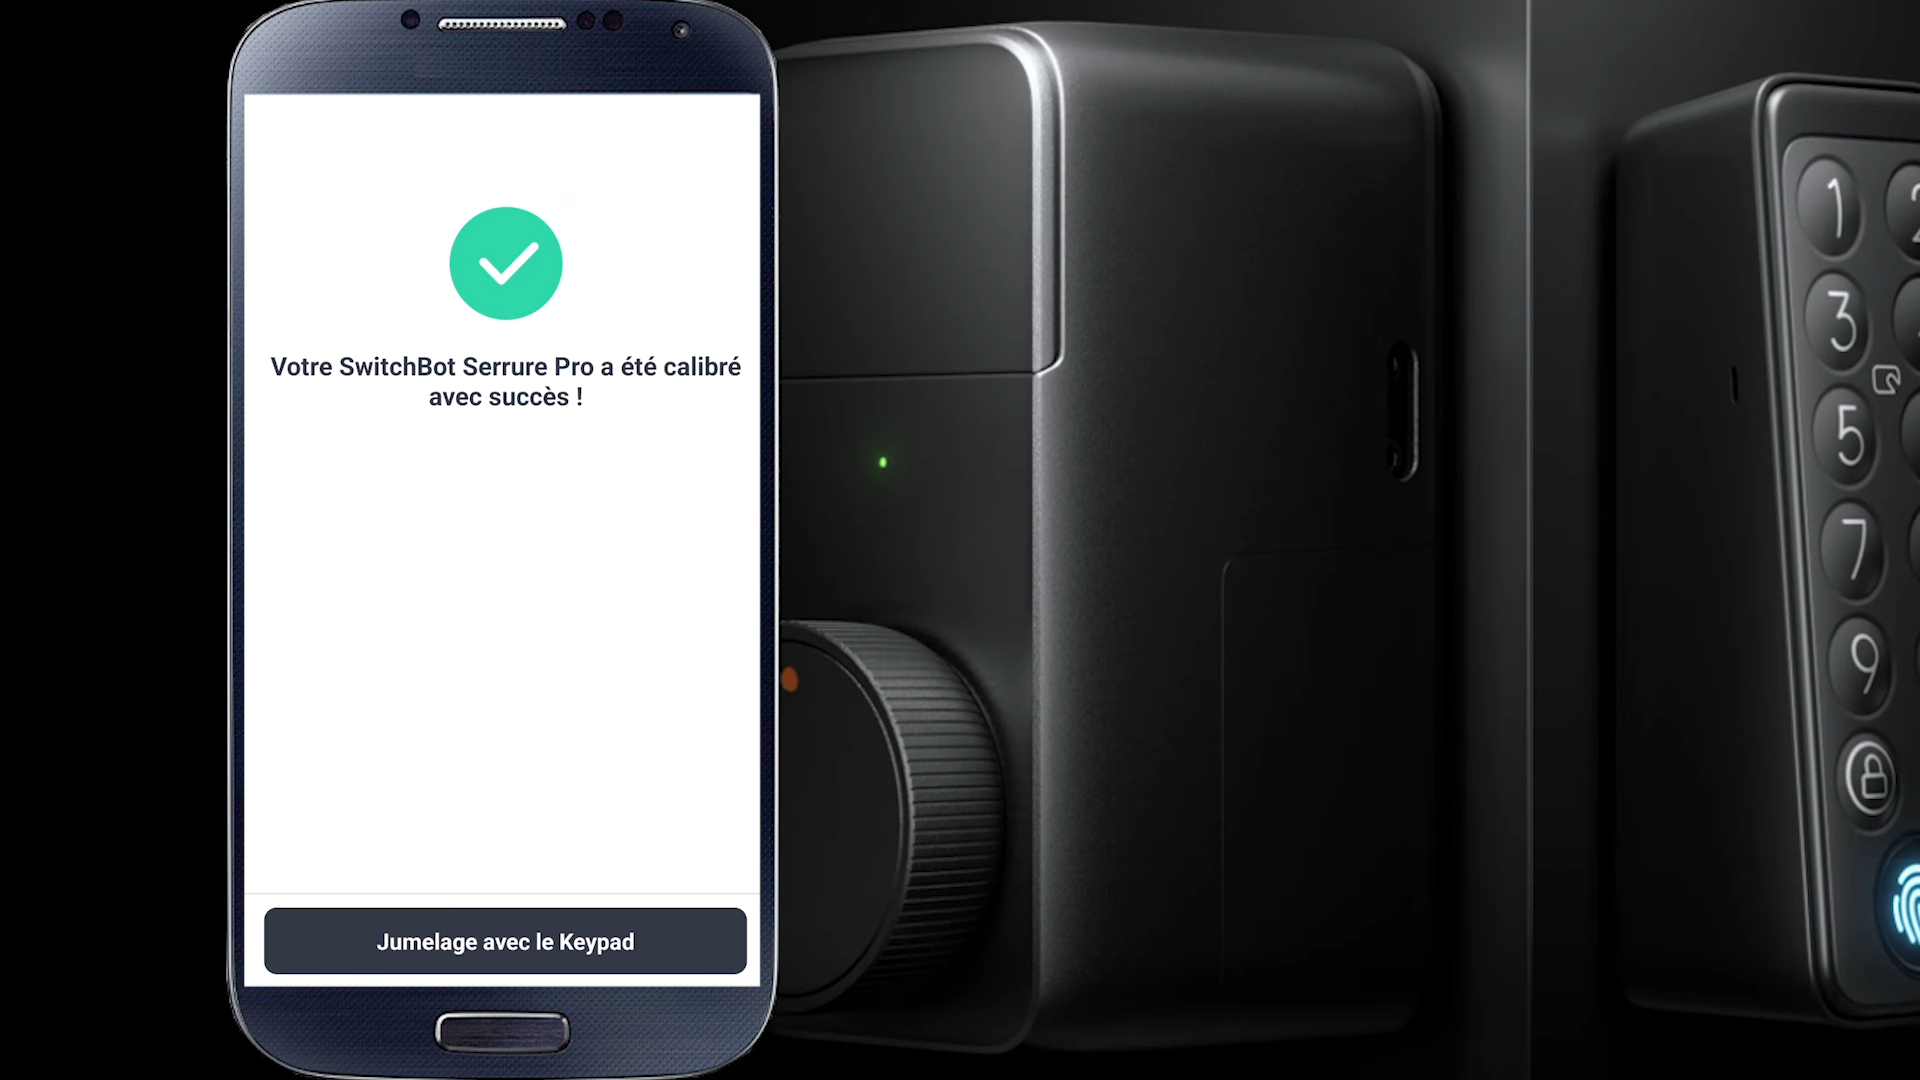 Votre SwitchBot Serrure Pro a été calibré
avec succès !
Jumelage avec le Keypad
1
3
5
7
9